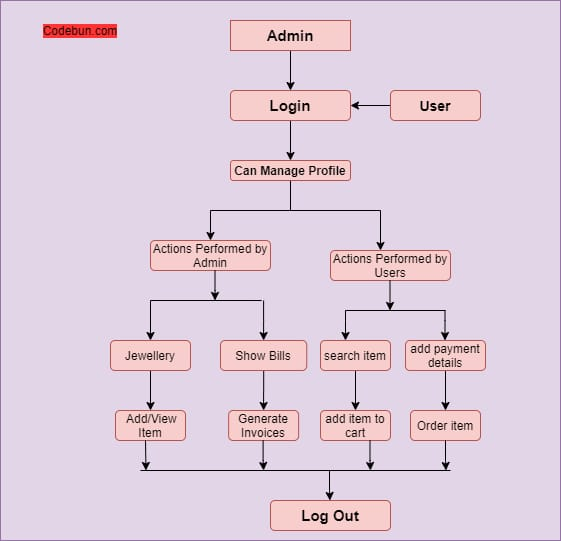 Codebun.com
Admin
Login
User
Can Manage Profile
Actions Performed by
Admin
Actions Performed by
Users
Jewellery
Show Bills
search item
add payment
details
Add/View
Item
Generate
Invoices
add item to
cart
Order item
Log Out